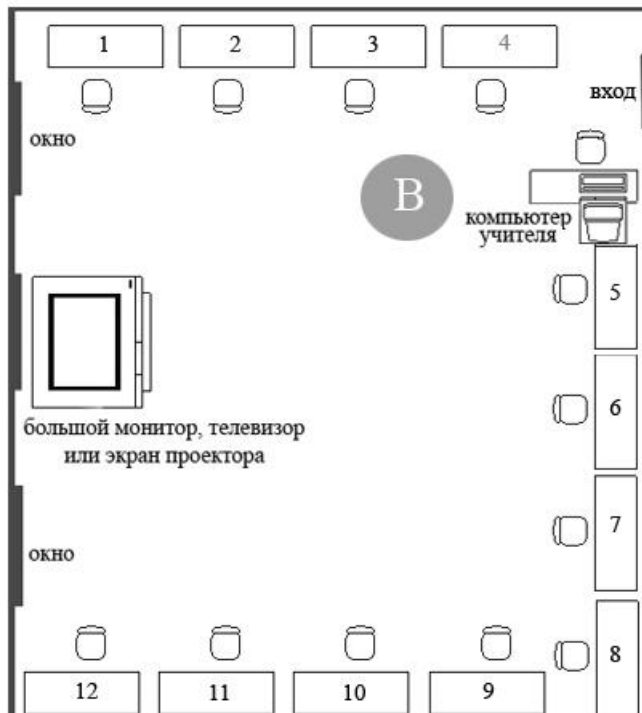 1 2 3 4
вход
окно
В
компьютер
учителя
5
6
большой монитор, телевизор
или экран проектора
7
окно
8
12 11 10 9